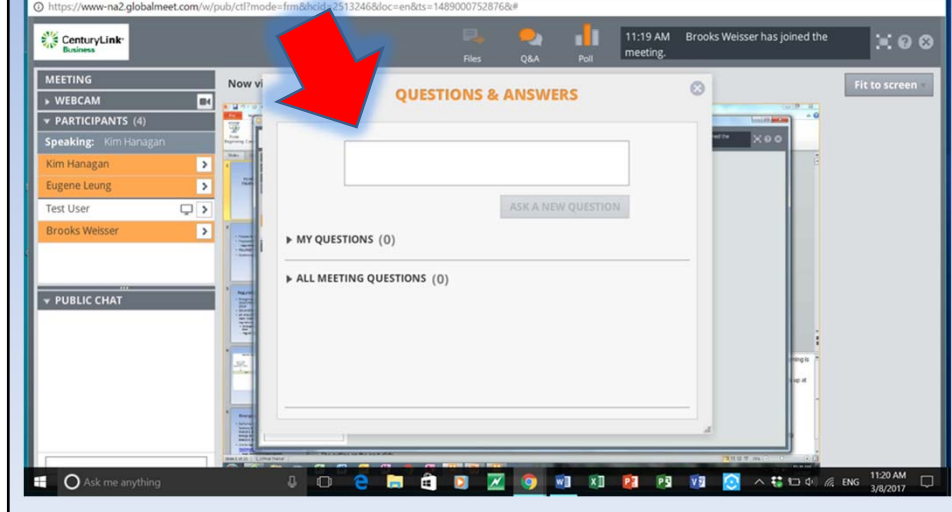 https://www-na2.globalmeet.com/w/pub/ctl?mode=frm&hcid=2513246&loc=en&ts=1489000752876&#
CenturyLink
Business
Files
Q&A
Poll
11:19 AM Brooks Weisser has joined the
meeting.
MEETING
Now
Fit to screen
WEBCAM
PARTICIPANTS (4)
Speaking: Kim Hanagan
Kim Hanagan
Eugene Leung
Test User
Brooks Weisser
PUBLIC CHAT
QUESTIONS & ANSWERS
ASK A NEW QUESTION
MY QUESTIONS (0)
ALL MEETING QUESTIONS (0)
Ask me anything
ENG
11:20 AM
3/8/2017